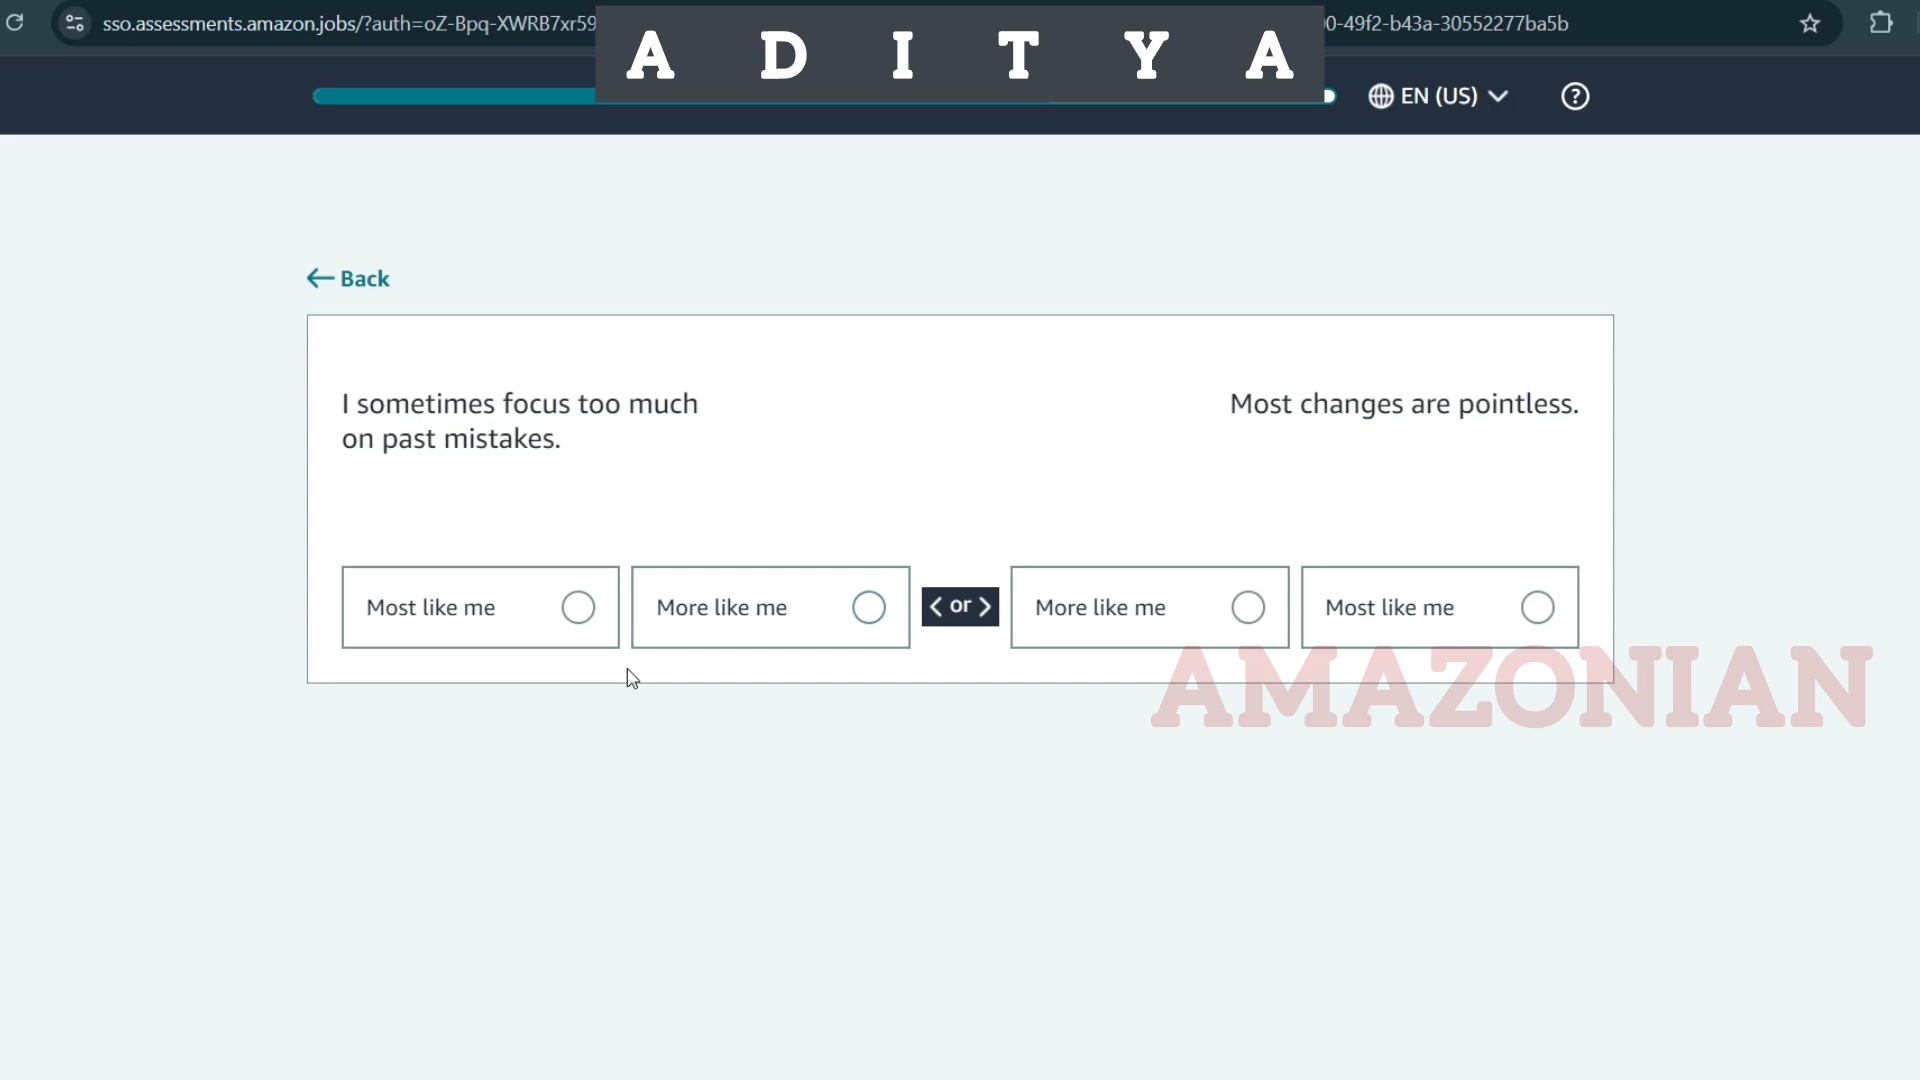 sso.assessments.amazon.jobs/?auth=oZ-Bpq-XWRB7xr59
0-49f2-b43a-30552277ba5b
A D I T Y A
EN (US)
?
Back
I sometimes focus too much
on past mistakes.
Most changes are pointless.
Most like me
More like me
< or >
More like me
Most like me
AMAZONIAN